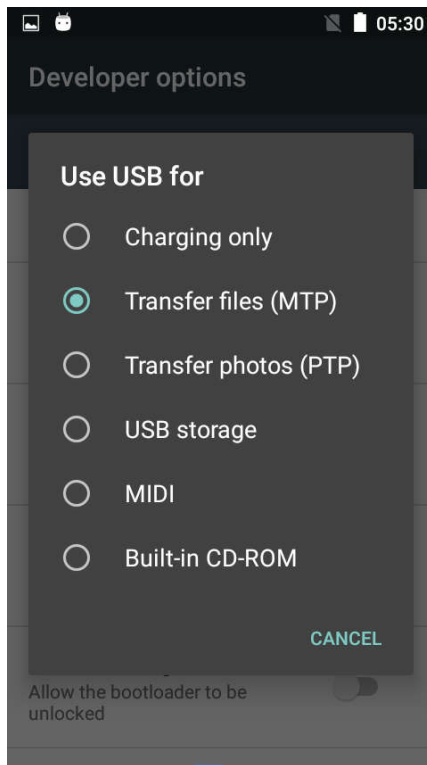 05:30
Developer options
Use USB for
Charging only
Transfer files (MTP)
Transfer photos (PTP)
USB storage
MIDI
Built-in CD-ROM
CANCEL
Allow the bootloader to be
unlocked